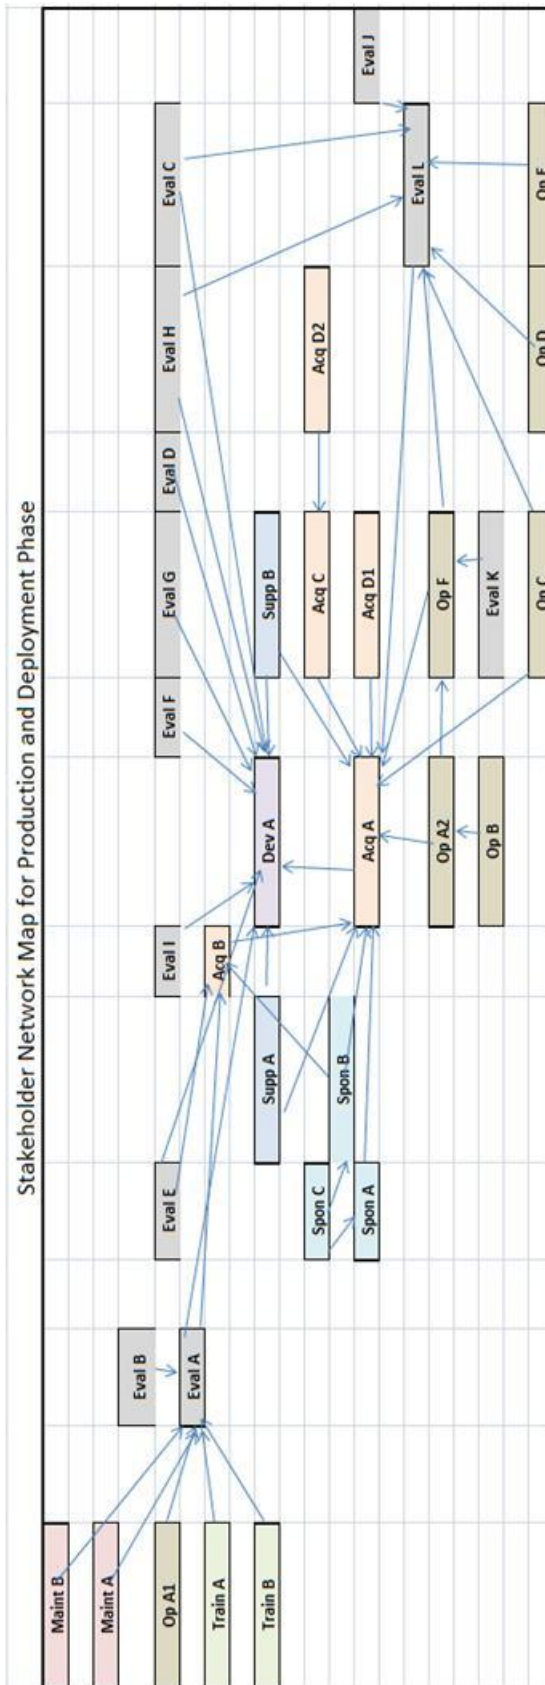 Stakeholder Network Map for Production and Deployment Phase
Maint B
Maint A
Op A1
Train A
Train B
Eval B
Eval A
Eval E
Spon C
Spon A
Supp A
Spon B
Eval I
Acq B
Dev A
Acq A
Op A2
Op B
Eval F
Eval G
Supp B
Acq C
Acq D1
Op F
Eval K
Op C
Eval D
Eval H
Acq D2
Op D
Eval C
Eval L
Eval J